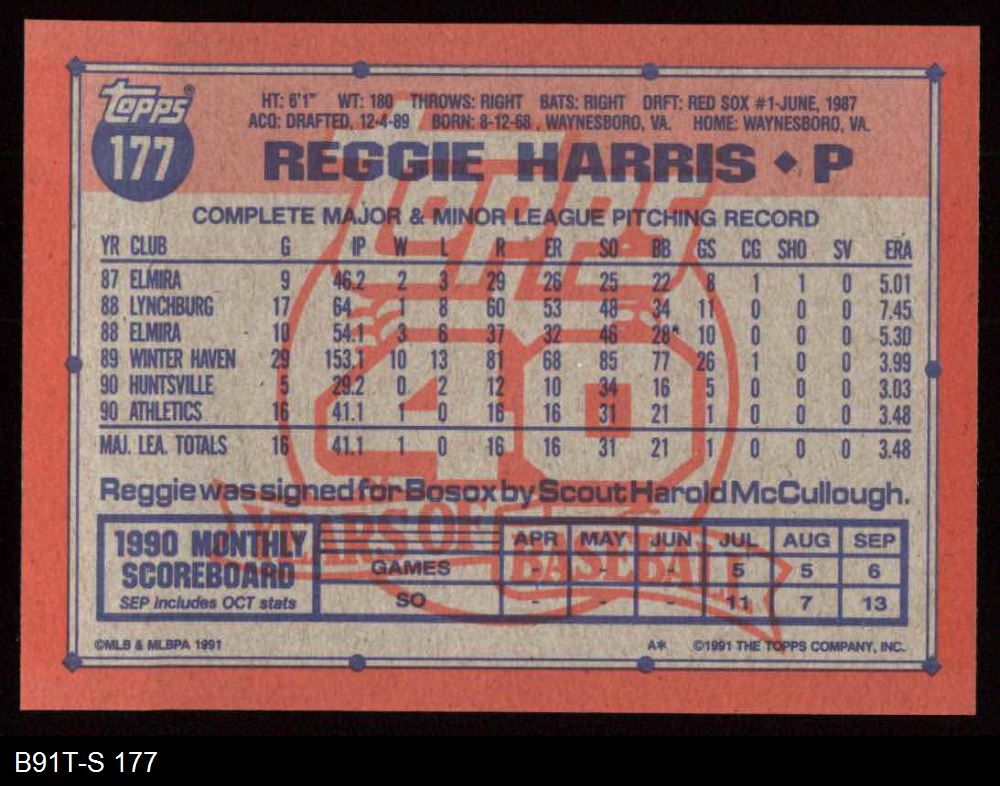 Topps®
177
HT: 6'1" WT: 180 THROWS: RIGHT BATS: RIGHT DRFT: RED SOX #1-JUNE, 1987
ACQ: DRAFTED, 12-4-89 BORN: 8-12-68, WAYNESBORO, VA. HOME: WAYNESBORO, VA.
REGGIE HARRIS ◆ P
COMPLETE MAJOR & MINOR LEAGUE PITCHING RECORD
YR CLUB G IP W L R ER SO BB GS CG SHO SV ERA
87 ELMIRA 9 46.2 2 3 29 26 25 22 8 1 1 0 5.01
88 LYNCHBURG 17 64 1 8 60 53 48 34 11 0 0 0 7.45
88 ELMIRA 10 54.1 3 6 37 32 46 28* 10 0 0 0 5.30
89 WINTER HAVEN 29 153.1 10 13 81 68 85 77 26 1 0 0 3.99
90 HUNTSVILLE 5 29.2 0 2 12 10 34 16 5 0 0 0 3.03
90 ATHLETICS 16 41.1 1 0 16 16 31 21 1 0 0 0 3.48
MAJ. LEA. TOTALS 16 41.1 1 0 16 16 31 21 1 0 0 0 3.48
Topps
40
YEARS OF BASEBALL
Reggie was signed for Bosox by Scout Harold McCullough.
1990 MONTHLY SCOREBOARD
SEP includes OCT stats
APR MAY JUN JUL AUG SEP
GAMES - - - 5 5 6
SO - - - 11 7 13
©MLB & MLBPA 1991 A* ©1991 THE TOPPS COMPANY, INC.
B91T-S 177